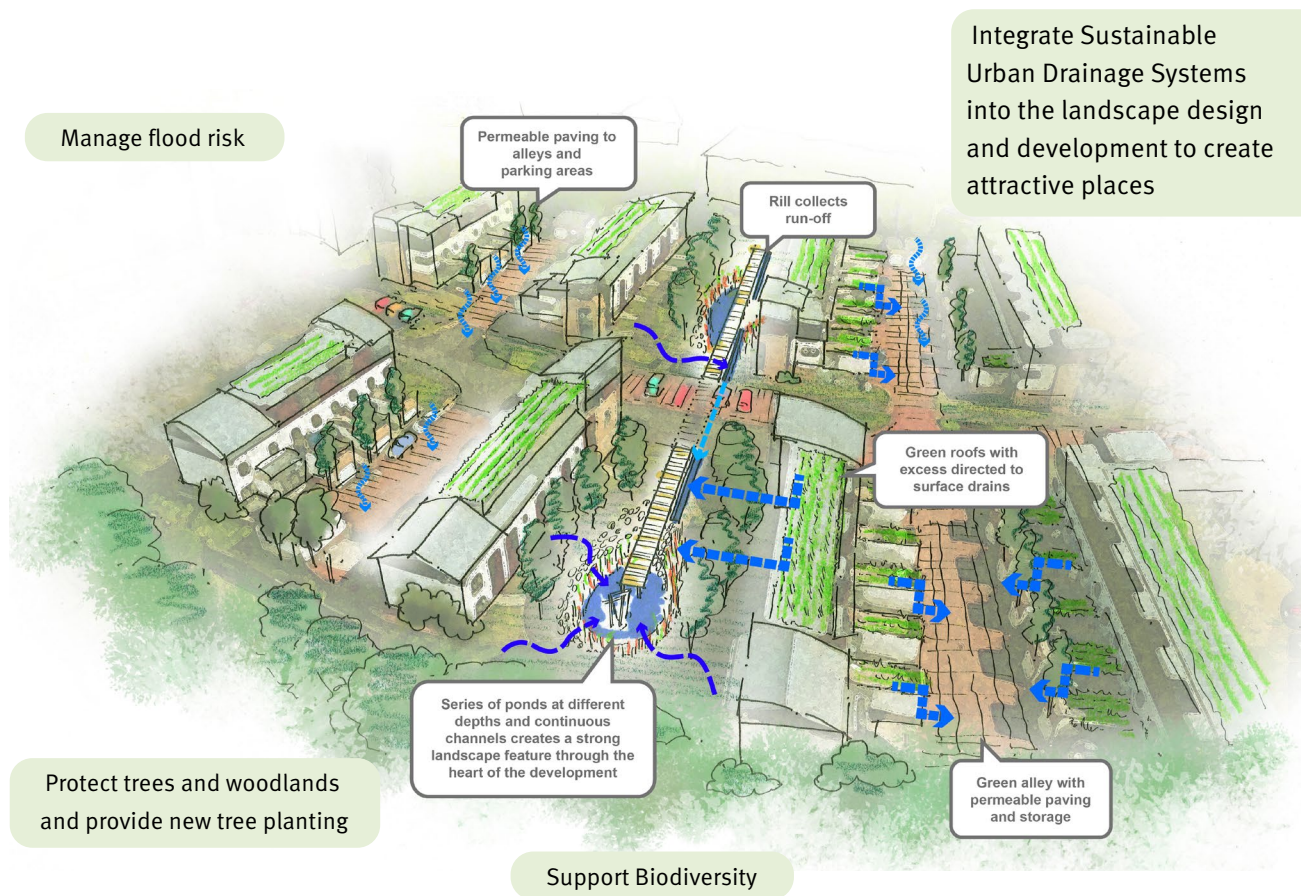 Integrate Sustainable
Urban Drainage Systems
into the landscape design
and development to create
attractive places
Manage flood risk
Permeable paving to
alleys and
parking areas
Rill collects
run-off
Green roofs with
excess directed to
surface drains
Series of ponds at different
depths and continuous
channels creates a strong
landscape feature through the
heart of the development
Green alley with
permeable paving
and storage
Protect trees and woodlands
and provide new tree planting
Support Biodiversity